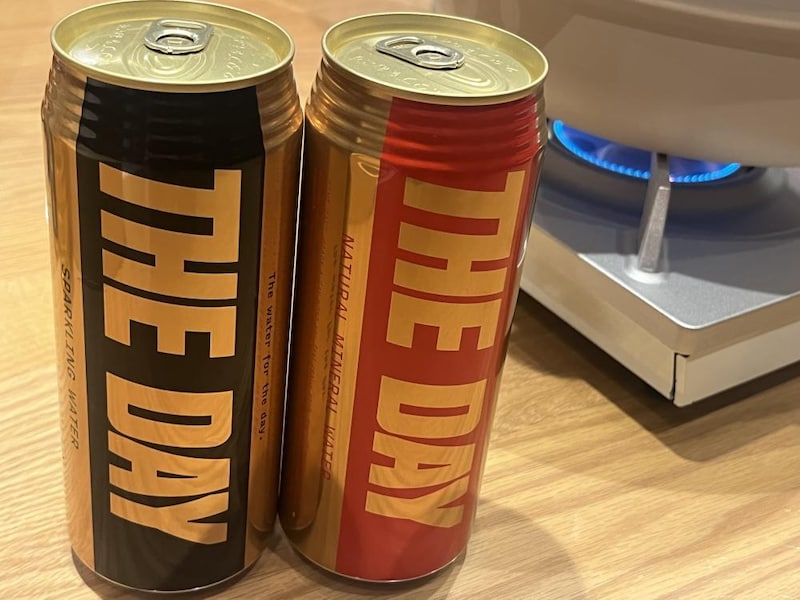 THE DAY
SPARKLING WATER
The water for the day.
NATURAL MINERAL WATER
THE DAY